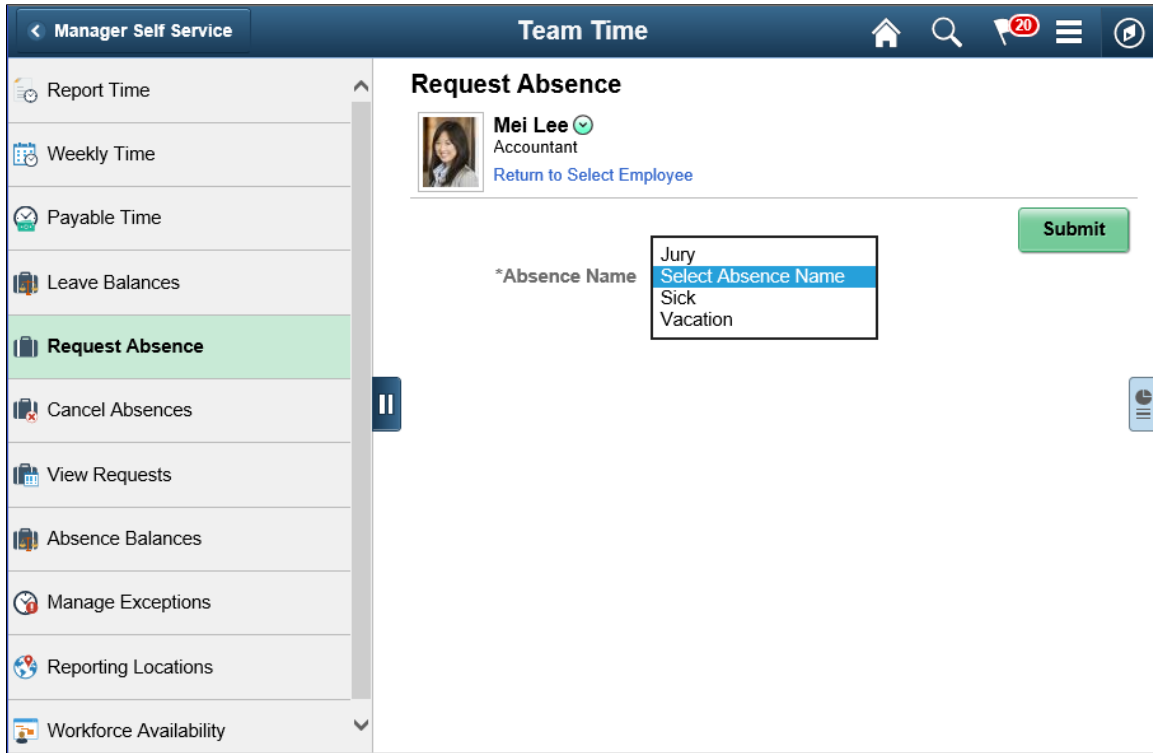 Manager Self Service
Team Time
20
Report Time
Weekly Time
Payable Time
Leave Balances
Request Absence
Cancel Absences
View Requests
Absence Balances
Manage Exceptions
Reporting Locations
Workforce Availability
Request Absence
Mei Lee
Accountant
Return to Select Employee
Submit
*Absence Name
Jury
Select Absence Name
Sick
Vacation